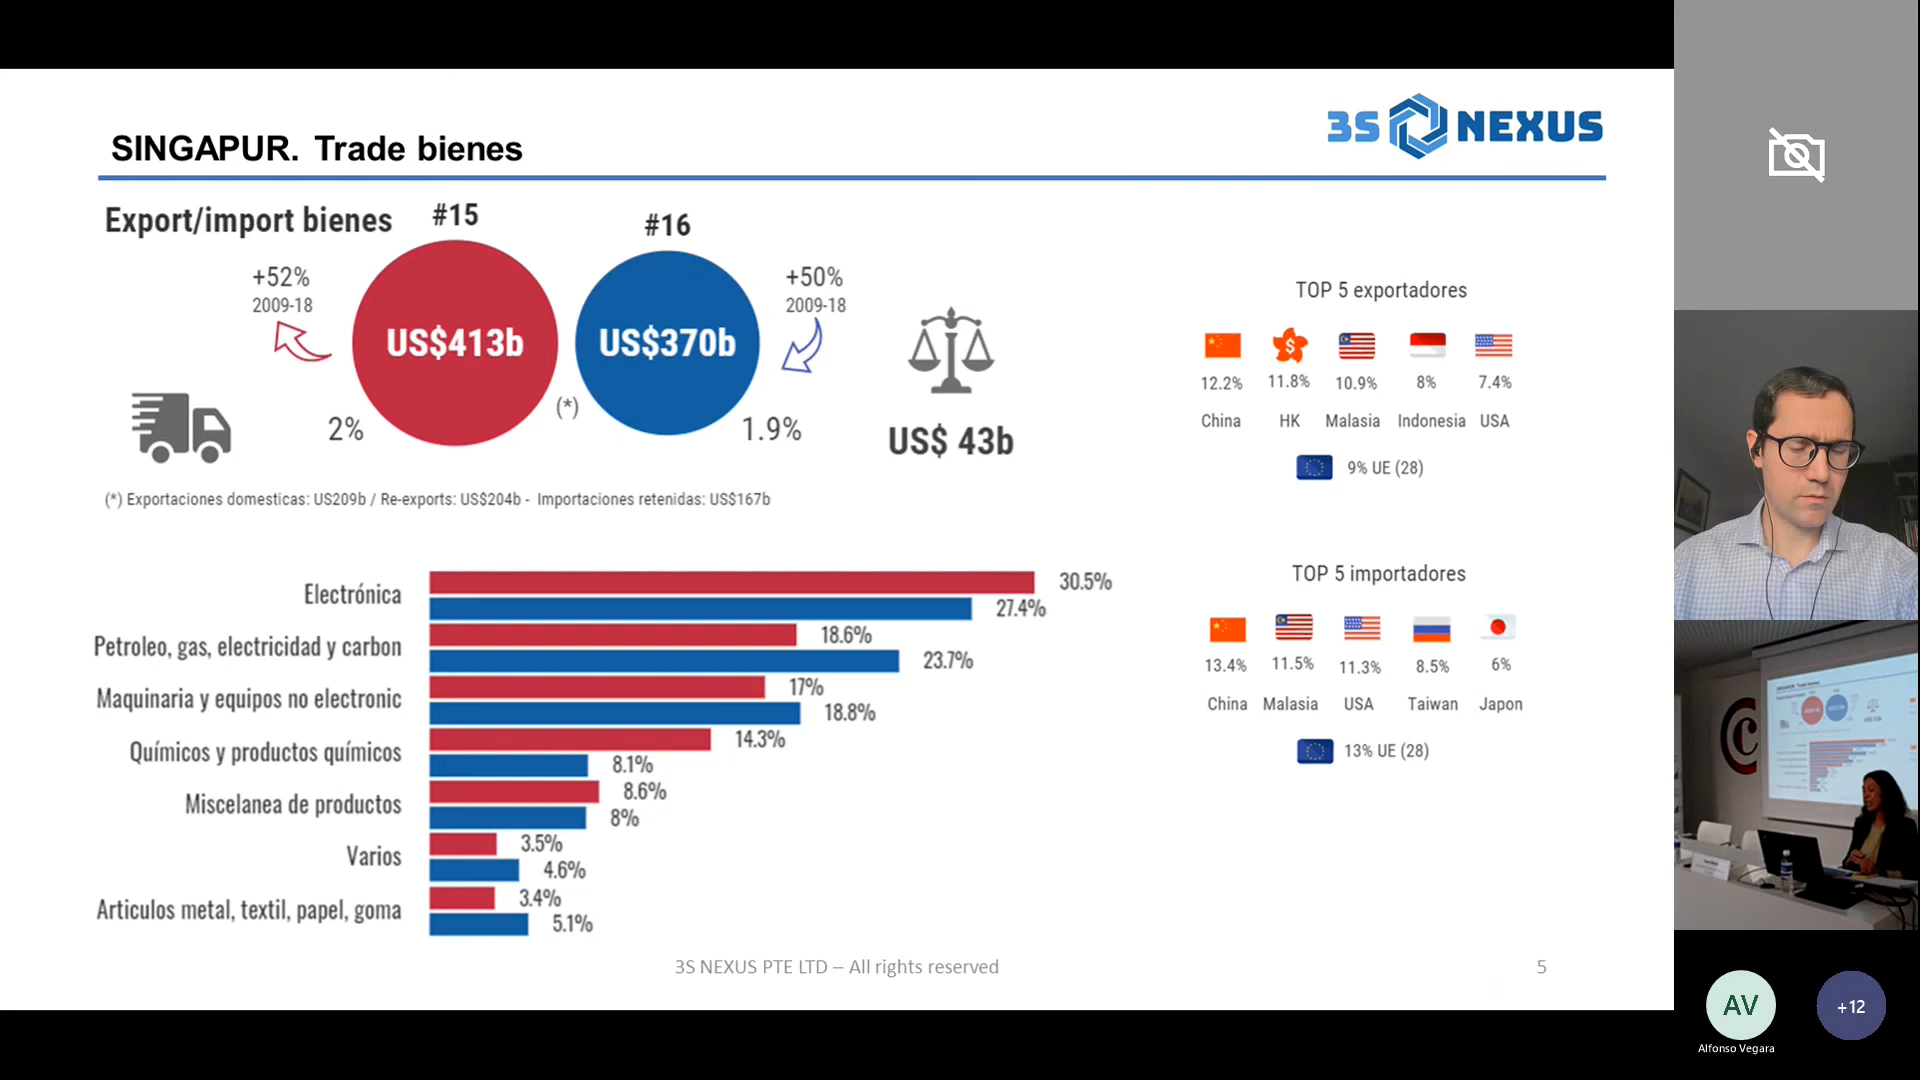 SINGAPUR. Trade bienes
3S NEXUS
Export/import bienes
#15
#16
+52%
2009-18
US$413b
US$370b
+50%
2009-18
2%
(*)
1.9%
US$ 43b
(*) Exportaciones domesticas: US209b / Re-exports: US$204b - Importaciones retenidas: US$167b
TOP 5 exportadores
12.2% 11.8% 10.9% 8% 7.4%
China HK Malasia Indonesia USA
9% UE (28)
TOP 5 importadores
13.4% 11.5% 11.3% 8.5% 6%
China Malasia USA Taiwan Japon
13% UE (28)
Electrónica
30.5%
27.4%
Petroleo, gas, electricidad y carbon
18.6%
23.7%
Maquinaria y equipos no electronic
17%
18.8%
Químicos y productos químicos
14.3%
8.1%
Miscelanea de productos
8.6%
8%
Varios
3.5%
4.6%
Articulos metal, textil, papel, goma
3.4%
5.1%
3S NEXUS PTE LTD – All rights reserved
5
AV
Alfonso Vegara
+12